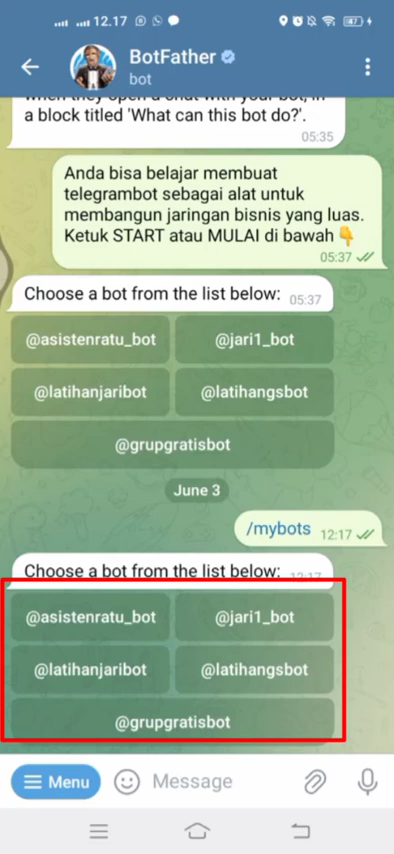 12.17
87
BotFather
bot
when they open a chat with your bot, in
a block titled 'What can this bot do?'.
05:35
Anda bisa belajar membuat
telegrambot sebagai alat untuk
membangun jaringan bisnis yang luas.
Ketuk START atau MULAI di bawah 👇
05:37
Choose a bot from the list below: 05:37
@asistenratu_bot @jari1_bot
@latihanjaribot @latihangsbot
@grupgratisbot
June 3
/mybots 12:17
Choose a bot from the list below: 12:17
@asistenratu_bot @jari1_bot
@latihanjaribot @latihangsbot
@grupgratisbot
Menu Message